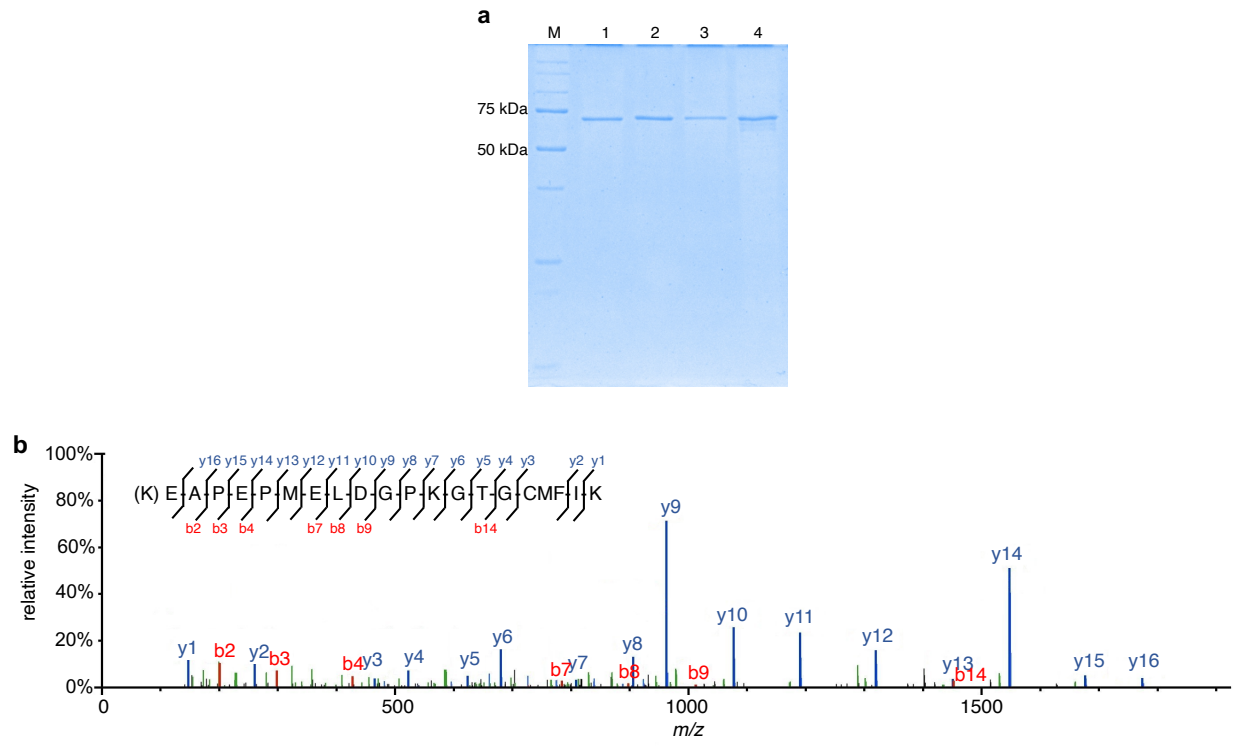 a
M 1 2 3 4
75 kDa
50 kDa
b
100%
80%
60%
40%
20%
0%
relative intensity
y16 y15 y14 y13 y12 y11 y10 y9 y8 y7 y6 y5 y4 y3 y2 y1
(K) E A P E P M E L D G P K G T G C M F I K
b2 b3 b4 b7 b8 b9 b14
y1 b2 y2 b3 b4 y3 y4 y5 y6 b7 y7 b8 y8 y9 b9 y10 y11 y12 y13 b14 y14 y15 y16
0 500 1000 1500
m/z